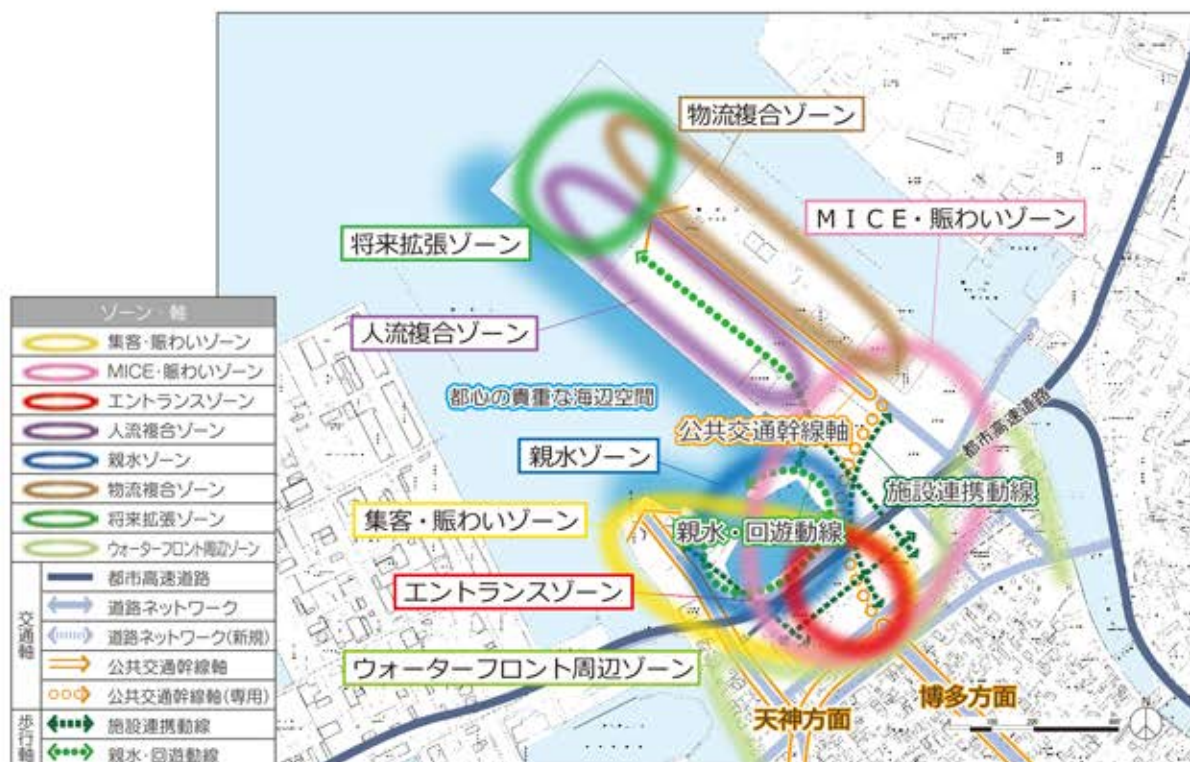 物流複合ゾーン
MICE・賑わいゾーン
将来拡張ゾーン
人流複合ゾーン
都心の貴重な海辺空間
公共交通幹線軸
都市高速道路
親水ゾーン
施設連携動線
集客・賑わいゾーン
親水・回遊動線
エントランスゾーン
ウォーターフロント周辺ゾーン
博多方面
天神方面
ゾーン・軸
集客・賑わいゾーン
MICE・賑わいゾーン
エントランスゾーン
人流複合ゾーン
親水ゾーン
物流複合ゾーン
将来拡張ゾーン
ウォーターフロント周辺ゾーン
交通軸
都市高速道路
道路ネットワーク
道路ネットワーク(新規)
公共交通幹線軸
公共交通幹線軸(専用)
歩行軸
施設連携動線
親水・回遊動線